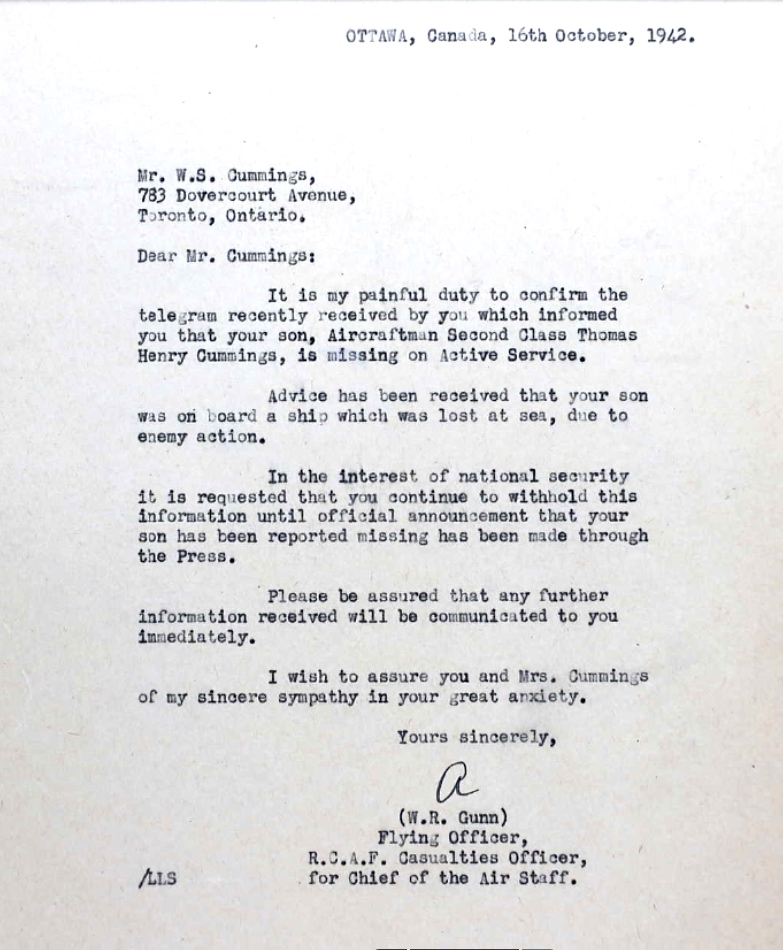 OTTAWA, Canada, 16th October, 1942.
Mr. W.S. Cummings,
783 Dovercourt Avenue,
Toronto, Ontario.
Dear Mr. Cummings:
It is my painful duty to confirm the
telegram recently received by you which informed
you that your son, Aircraftman Second Class Thomas
Henry Cummings, is missing on Active Service.
Advice has been received that your son
was on board a ship which was lost at sea, due to
enemy action.
In the interest of national security
it is requested that you continue to withhold this
information until official announcement that your
son has been reported missing has been made through
the Press.
Please be assured that any further
information received will be communicated to you
immediately.
I wish to assure you and Mrs. Cummings
of my sincere sympathy in your great anxiety.
Yours sincerely,
(W.R. Gunn)
Flying Officer,
R.C.A.F. Casualties Officer,
/LLS for Chief of the Air Staff.